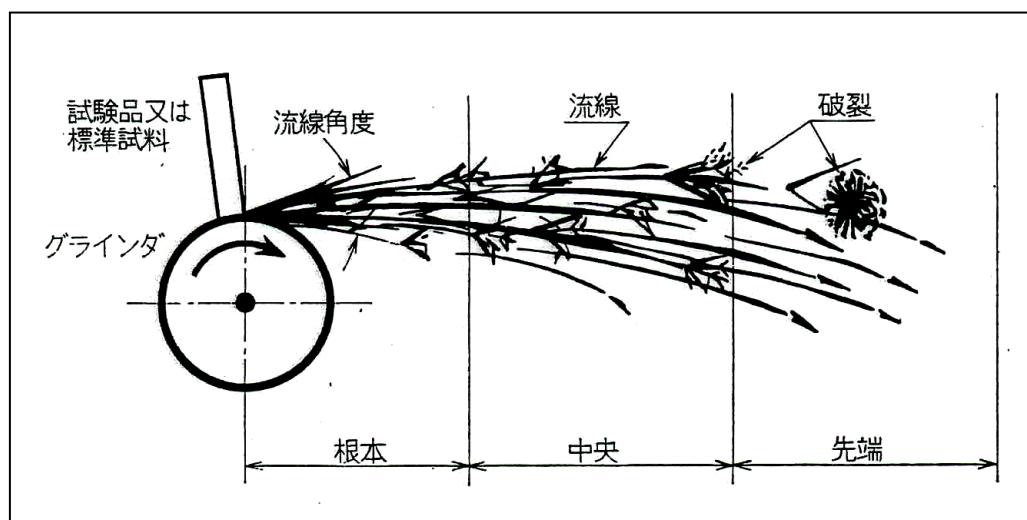 試験品又は
標準試料
流線角度
流線
破裂
グラインダ
根本
中央
先端